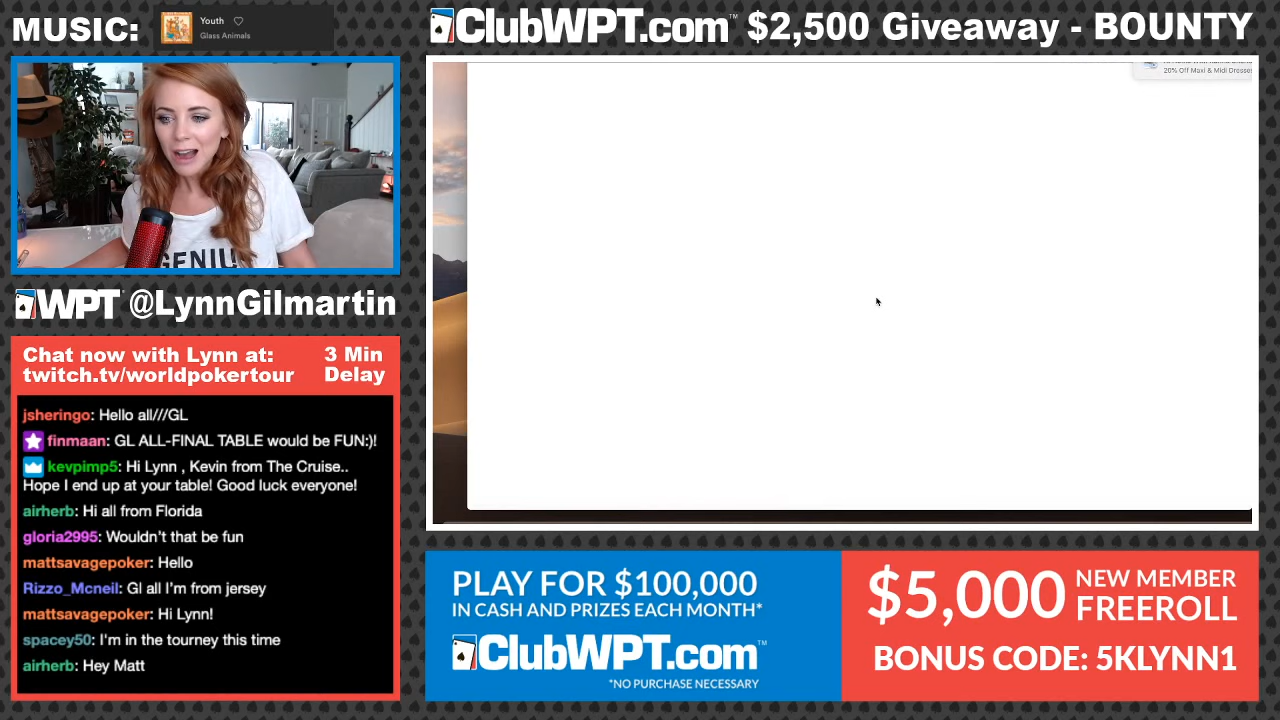 MUSIC:
Youth
Glass Animals
ClubWPT.com™ $2,500 Giveaway - BOUNTY
20% Off Maxi & Midi Dresses
GENIU
WPT @LynnGilmartin
Chat now with Lynn at:
twitch.tv/worldpokertour
3 Min
Delay
jsheringo: Hello all///GL
finmaan: GL ALL-FINAL TABLE would be FUN:)!
kevpimp5: Hi Lynn , Kevin from The Cruise..
Hope I end up at your table! Good luck everyone!
airherb: Hi all from Florida
gloria2995: Wouldn't that be fun
mattsavagepoker: Hello
Rizzo_Mcneil: Gl all I'm from jersey
mattsavagepoker: Hi Lynn!
spacey50: I'm in the tourney this time
airherb: Hey Matt
PLAY FOR $100,000
IN CASH AND PRIZES EACH MONTH*
ClubWPT.com™
*NO PURCHASE NECESSARY
$5,000 NEW MEMBER
FREEROLL
BONUS CODE: 5KLYNN1